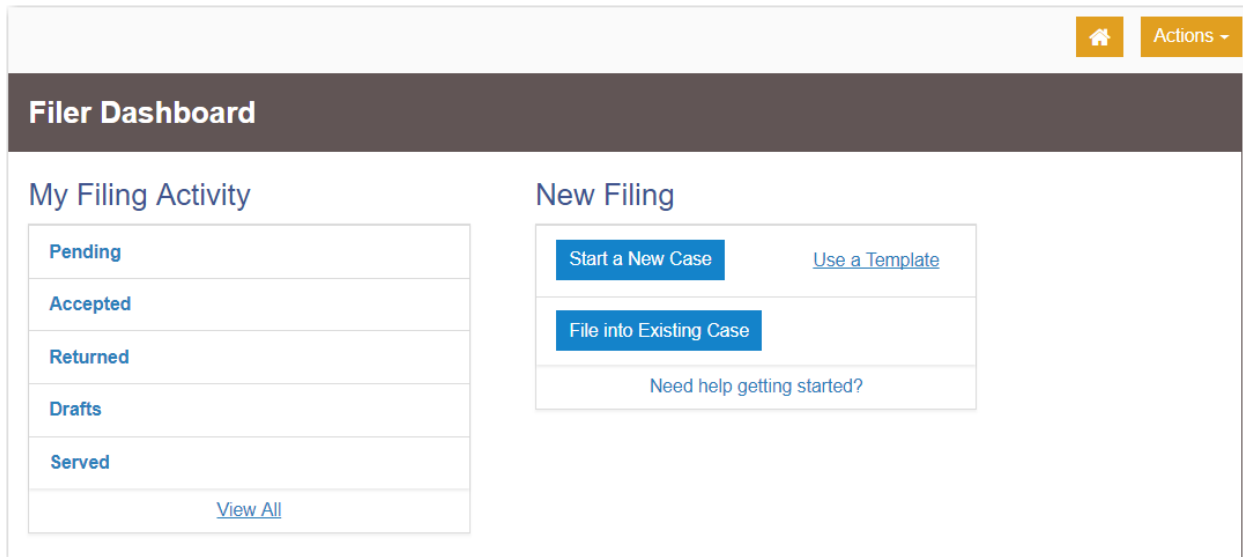 Actions
Filer Dashboard
My Filing Activity
Pending
Accepted
Returned
Drafts
Served
View All
New Filing
Start a New Case
Use a Template
File into Existing Case
Need help getting started?